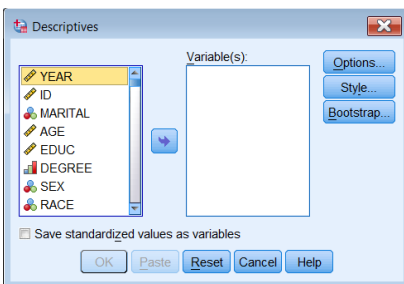 Descriptives
Variable(s):
YEAR
ID
MARITAL
AGE
EDUC
DEGREE
SEX
RACE
Options...
Style...
Bootstrap...
Save standardized values as variables
OK Paste Reset Cancel Help